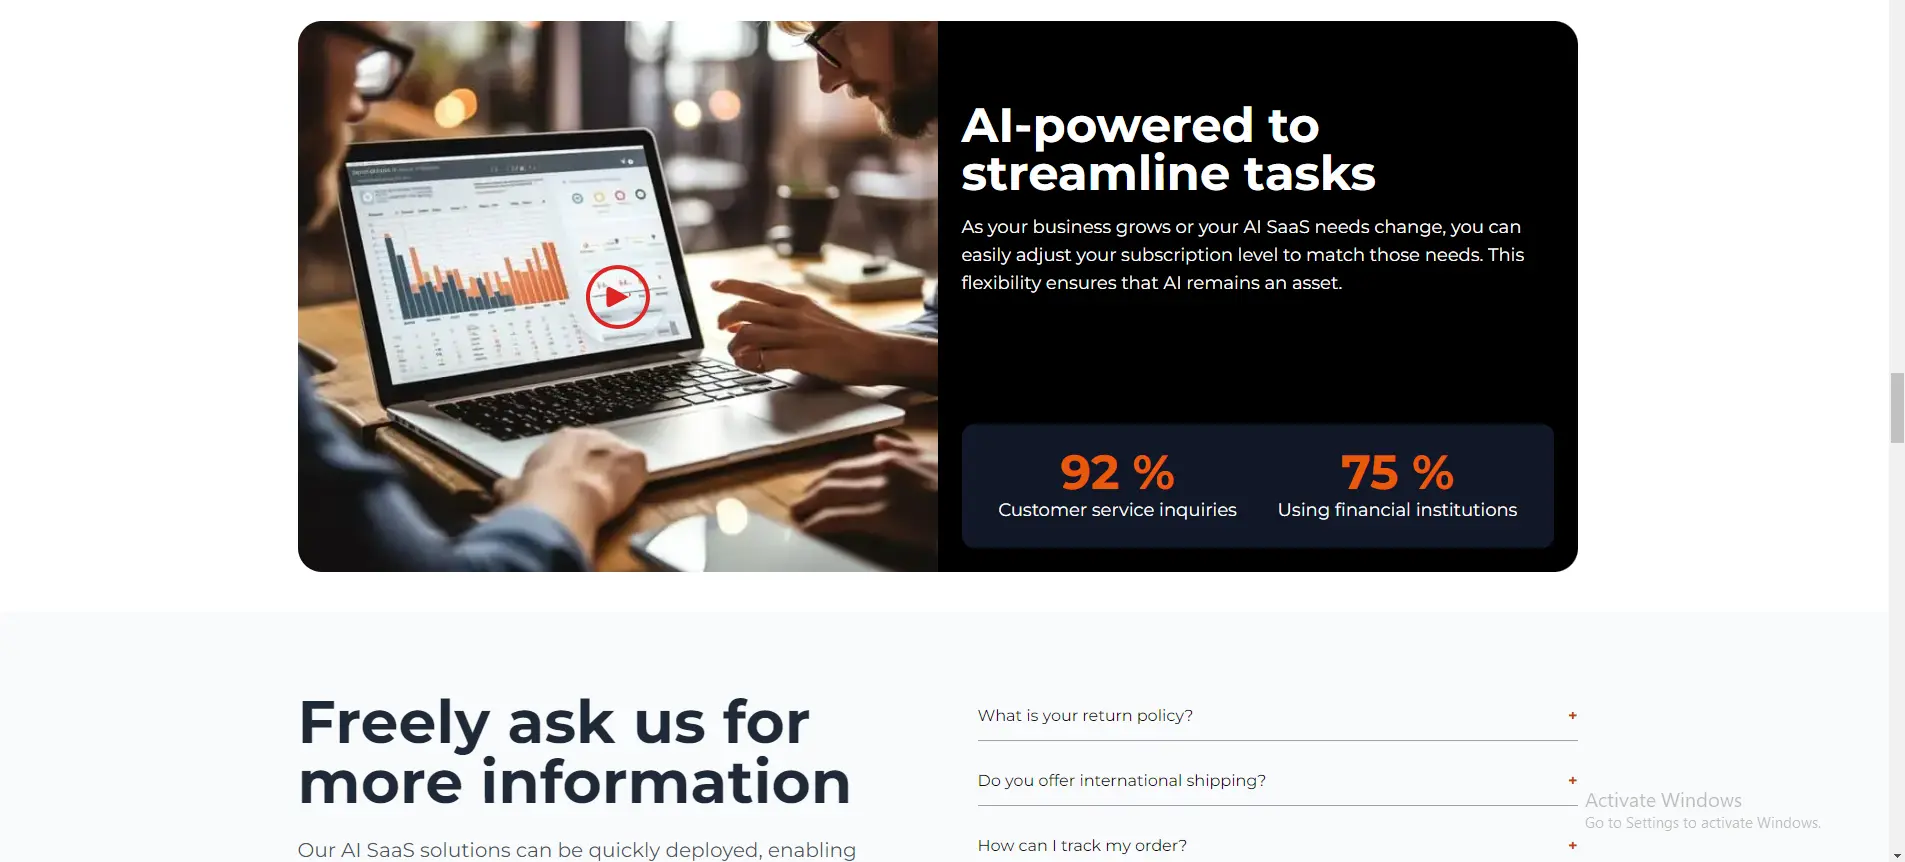 AI-powered to
streamline tasks
As your business grows or your AI SaaS needs change, you can
easily adjust your subscription level to match those needs. This
flexibility ensures that AI remains an asset.
92 %
Customer service inquiries
75 %
Using financial institutions
Freely ask us for
more information
Our AI SaaS solutions can be quickly deployed, enabling
What is your return policy?
+
Do you offer international shipping?
+
How can I track my order?
+
Activate Windows
Go to Settings to activate Windows.